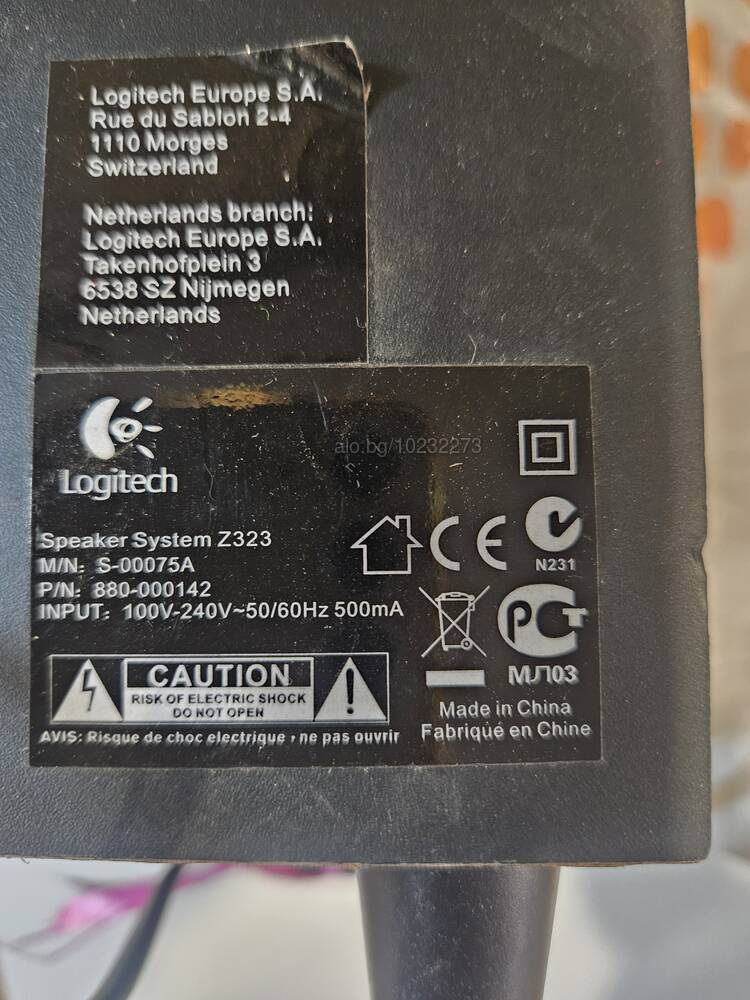 Logitech Europe S.A.
Rue du Sablon 2-4
1110 Morges
Switzerland
Netherlands branch:
Logitech Europe S.A.
Takenhofplein 3
6538 SZ Nijmegen
Netherlands
Logitech
alo.bg/10232273
Speaker System Z323
M/N: S-00075A
P/N: 880-000142
INPUT: 100V-240V~50/60Hz 500mA
CE
N231
РСТ
МЛ03
CAUTION
RISK OF ELECTRIC SHOCK
DO NOT OPEN
AVIS: Risque de choc electrique, ne pas ouvrir
Made in China
Fabriqué en Chine